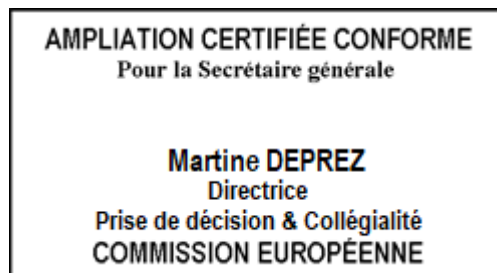 AMPLIATION CERTIFIÉE CONFORME
Pour la Secrétaire générale
Martine DEPREZ
Directrice
Prise de décision & Collégialité
COMMISSION EUROPÉENNE